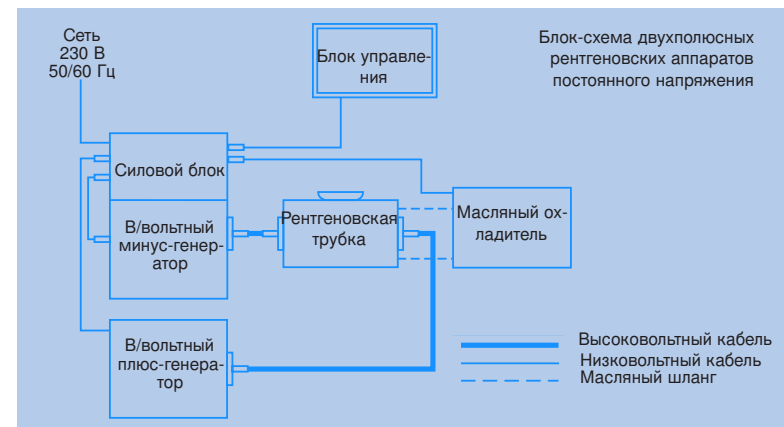 Сеть
230 В
50/60 Гц
Блок управле-
ния
Блок-схема двухполюсных
рентгеновских аппаратов
постоянного напряжения
Силовой блок
В/вольтный
минус-генер-
атор
Рентгеновская
трубка
Масляный ох-
ладитель
В/вольтный
плюс-генера-
тор
Высоковольтный кабель
Низковольтный кабель
Масляный шланг